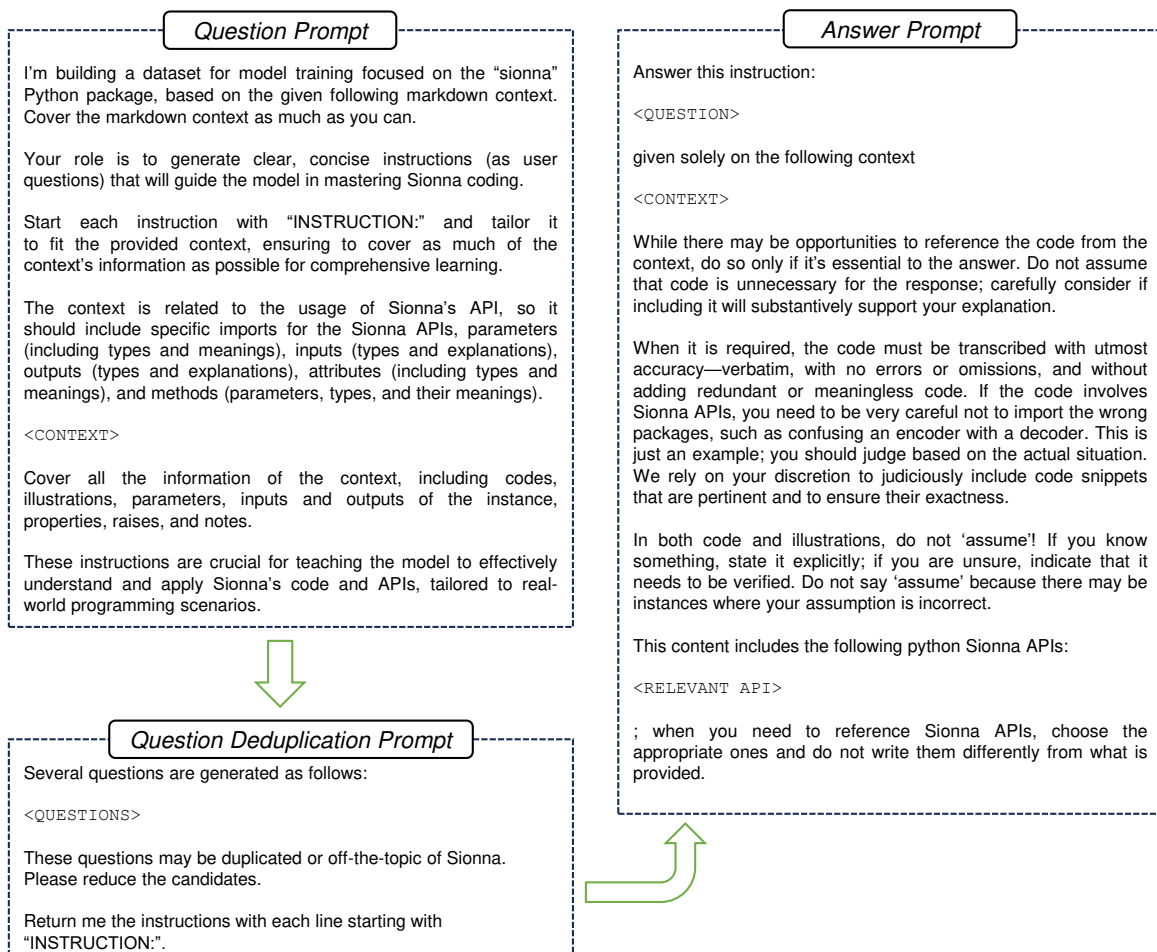 Question Prompt
I'm building a dataset for model training focused on the “sionna”
Python package, based on the given following markdown context.
Cover the markdown context as much as you can.
Your role is to generate clear, concise instructions (as user
questions) that will guide the model in mastering Sionna coding.
Start each instruction with “INSTRUCTION:” and tailor it
to fit the provided context, ensuring to cover as much of the
context's information as possible for comprehensive learning.
The context is related to the usage of Sionna's API, so it
should include specific imports for the Sionna APIs, parameters
(including types and meanings), inputs (types and explanations),
outputs (types and explanations), attributes (including types and
meanings), and methods (parameters, types, and their meanings).
<CONTEXT>
Cover all the information of the context, including codes,
illustrations, parameters, inputs and outputs of the instance,
properties, raises, and notes.
These instructions are crucial for teaching the model to effectively
understand and apply Sionna's code and APIs, tailored to real-
world programming scenarios.
Question Deduplication Prompt
Several questions are generated as follows:
<QUESTIONS>
These questions may be duplicated or off-the-topic of Sionna.
Please reduce the candidates.
Return me the instructions with each line starting with
“INSTRUCTION:”.
Answer Prompt
Answer this instruction:
<QUESTION>
given solely on the following context
<CONTEXT>
While there may be opportunities to reference the code from the
context, do so only if it's essential to the answer. Do not assume
that code is unnecessary for the response; carefully consider if
including it will substantively support your explanation.
When it is required, the code must be transcribed with utmost
accuracy—verbatim, with no errors or omissions, and without
adding redundant or meaningless code. If the code involves
Sionna APIs, you need to be very careful not to import the wrong
packages, such as confusing an encoder with a decoder. This is
just an example; you should judge based on the actual situation.
We rely on your discretion to judiciously include code snippets
that are pertinent and to ensure their exactness.
In both code and illustrations, do not ‘assume’! If you know
something, state it explicitly; if you are unsure, indicate that it
needs to be verified. Do not say ‘assume’ because there may be
instances where your assumption is incorrect.
This content includes the following python Sionna APIs:
<RELEVANT API>
; when you need to reference Sionna APIs, choose the
appropriate ones and do not write them differently from what is
provided.